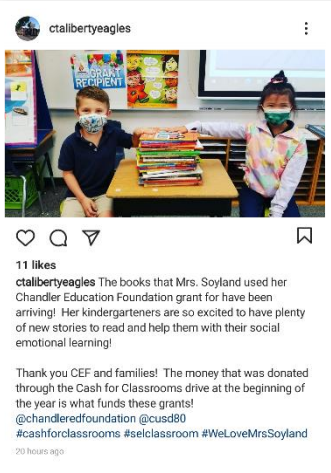 ctalibertyeagles
GRANT
RECIPIENT
11 likes
ctalibertyeagles The books that Mrs. Soyland used her
Chandler Education Foundation grant for have been
arriving!  Her kindergarteners are so excited to have plenty
of new stories to read and help them with their social
emotional learning!
Thank you CEF and families!  The money that was donated
through the Cash for Classrooms drive at the beginning of
the year is what funds these grants!
@chandleredfoundation @cusd80
#cashforclassrooms #selclassroom #WeLoveMrsSoyland
20 hours ago